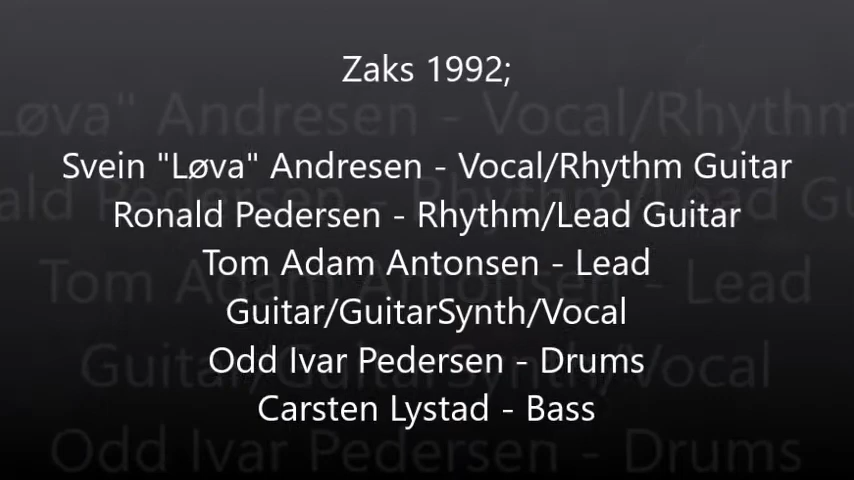 Zaks 1992;
Svein "Løva" Andresen - Vocal/Rhythm Guitar
Ronald Pedersen - Rhythm/Lead Guitar
Tom Adam Antonsen - Lead
Guitar/GuitarSynth/Vocal
Odd Ivar Pedersen - Drums
Carsten Lystad - Bass